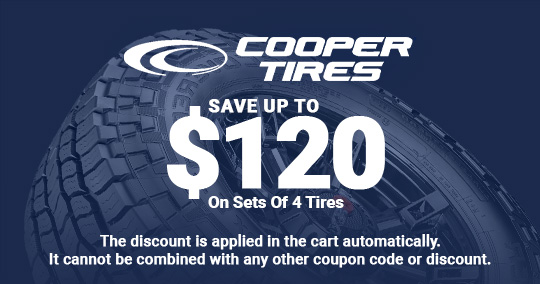 COOPER
TIRES
SAVE UP TO
$120
On Sets Of 4 Tires
The discount is applied in the cart automatically.
It cannot be combined with any other coupon code or discount.